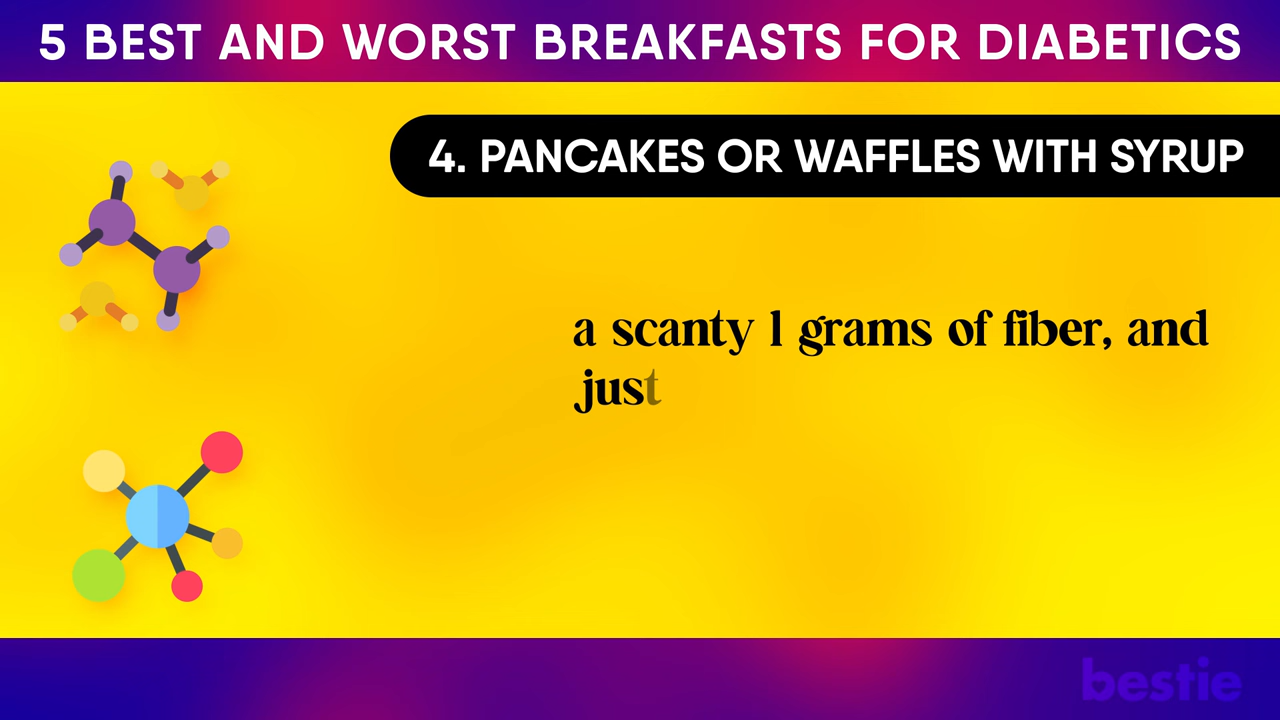 5 BEST AND WORST BREAKFASTS FOR DIABETICS
4. PANCAKES OR WAFFLES WITH SYRUP
a scanty 1 grams of fiber, and
just
bestie